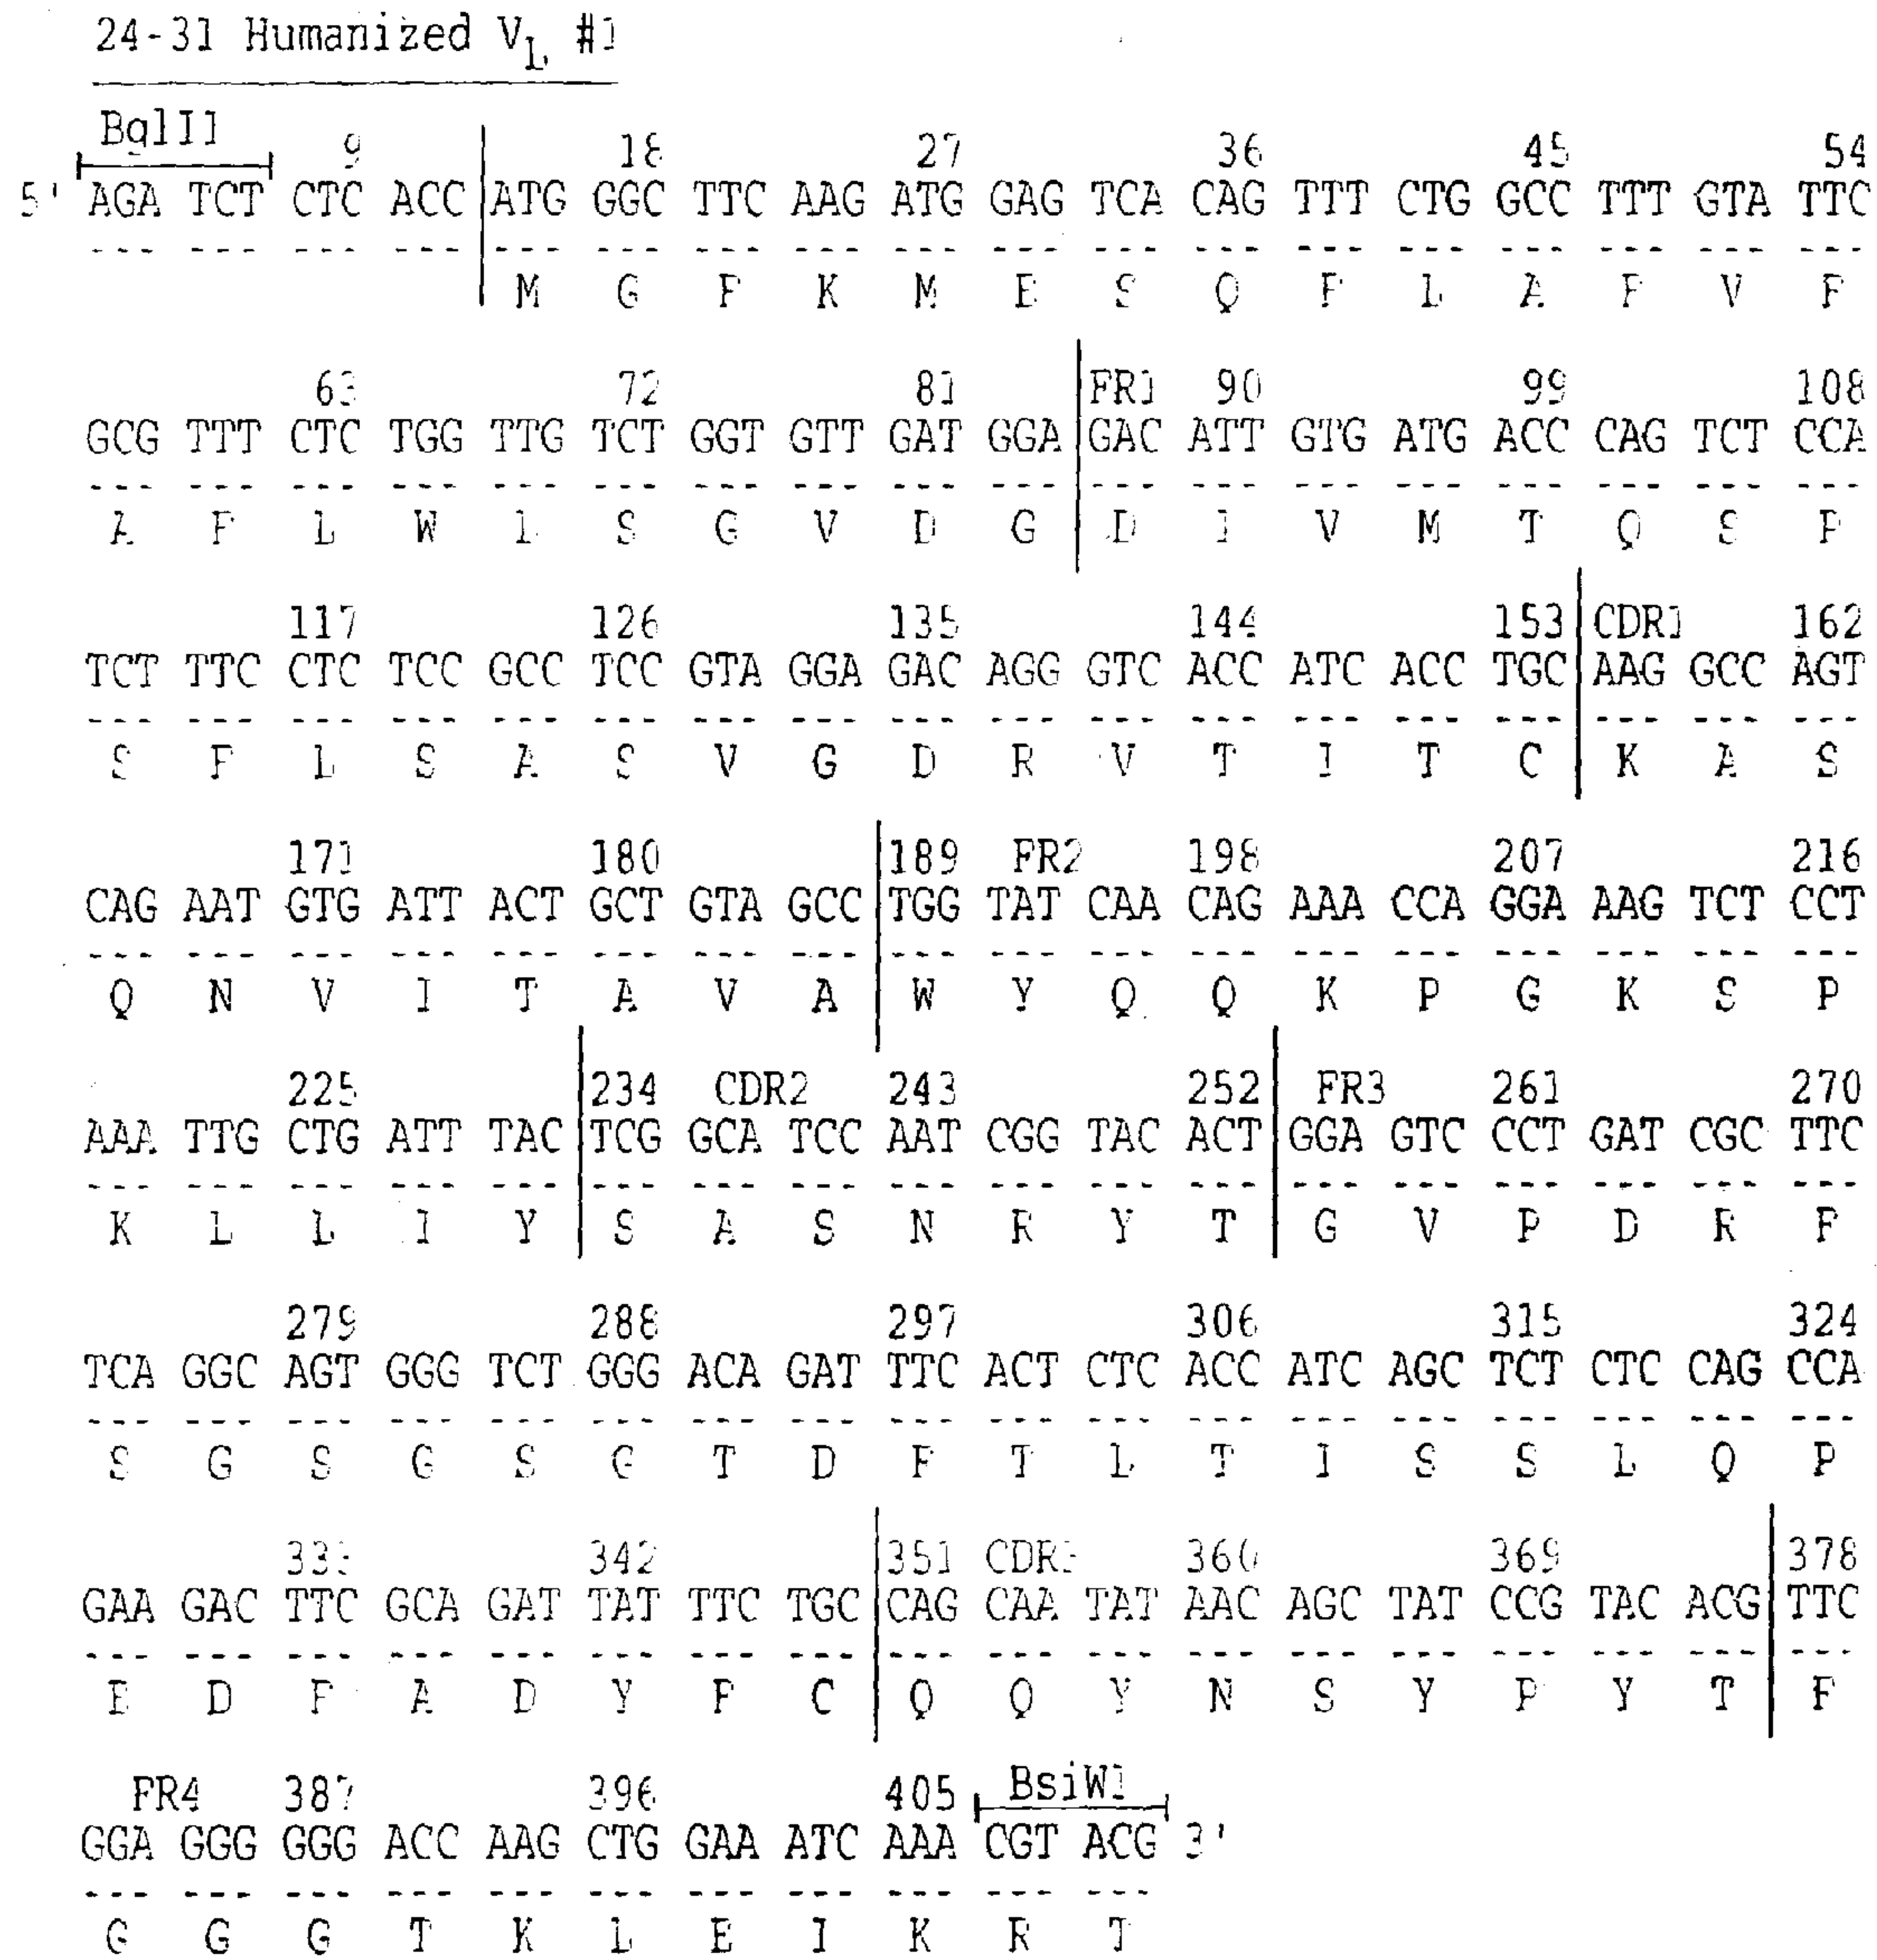 24-31 Humanized VL #1
BglII
9 18 27 36 45 54
5' AGA TCT CTC ACC ATG GGC TTC AAG ATG GAG TCA CAG TTT CTG GCC TTT GTA TTC
--- --- --- --- --- --- --- --- --- --- --- --- --- --- --- --- --- ---
M G F K M E S Q F L A F V F
63 72 81 FR1 90 99 108
GCG TTT CTC TGG TTG TCT GGT GTT GAT GGA GAC ATT GTG ATG ACC CAG TCT CCA
--- --- --- --- --- --- --- --- --- --- --- --- --- --- --- --- --- ---
A F L W L S G V D G D I V M T Q S P
117 126 135 144 153 CDR1 162
TCT TTC CTC TCC GCC TCC GTA GGA GAC AGG GTC ACC ATC ACC TGC AAG GCC AGT
--- --- --- --- --- --- --- --- --- --- --- --- --- --- --- --- --- ---
S F L S A S V G D R V T I T C K A S
171 180 189 FR2 198 207 216
CAG AAT GTG ATT ACT GCT GTA GCC TGG TAT CAA CAG AAA CCA GGA AAG TCT CCT
--- --- --- --- --- --- --- --- --- --- --- --- --- --- --- --- --- ---
Q N V I T A V A W Y Q Q K P G K S P
225 234 CDR2 243 252 FR3 261 270
AAA TTG CTG ATT TAC TCG GCA TCC AAT CGG TAC ACT GGA GTC CCT GAT CGC TTC
--- --- --- --- --- --- --- --- --- --- --- --- --- --- --- --- --- ---
K L L I Y S A S N R Y T G V P D R F
279 288 297 306 315 324
TCA GGC AGT GGG TCT GGG ACA GAT TTC ACT CTC ACC ATC AGC TCT CTC CAG CCA
--- --- --- --- --- --- --- --- --- --- --- --- --- --- --- --- --- ---
S G S G S G T D F T L T I S S L Q P
333 342 351 CDR3 360 369 378
GAA GAC TTC GCA GAT TAT TTC TGC CAG CAA TAT AAC AGC TAT CCG TAC ACG TTC
--- --- --- --- --- --- --- --- --- --- --- --- --- --- --- --- --- ---
E D F A D Y F C Q Q Y N S Y P Y T F
FR4 387 396 405 BsiW1
GGA GGG GGG ACC AAG CTG GAA ATC AAA CGT ACG 3'
--- --- --- --- --- --- --- --- --- --- ---
G G G T K L E I K R T